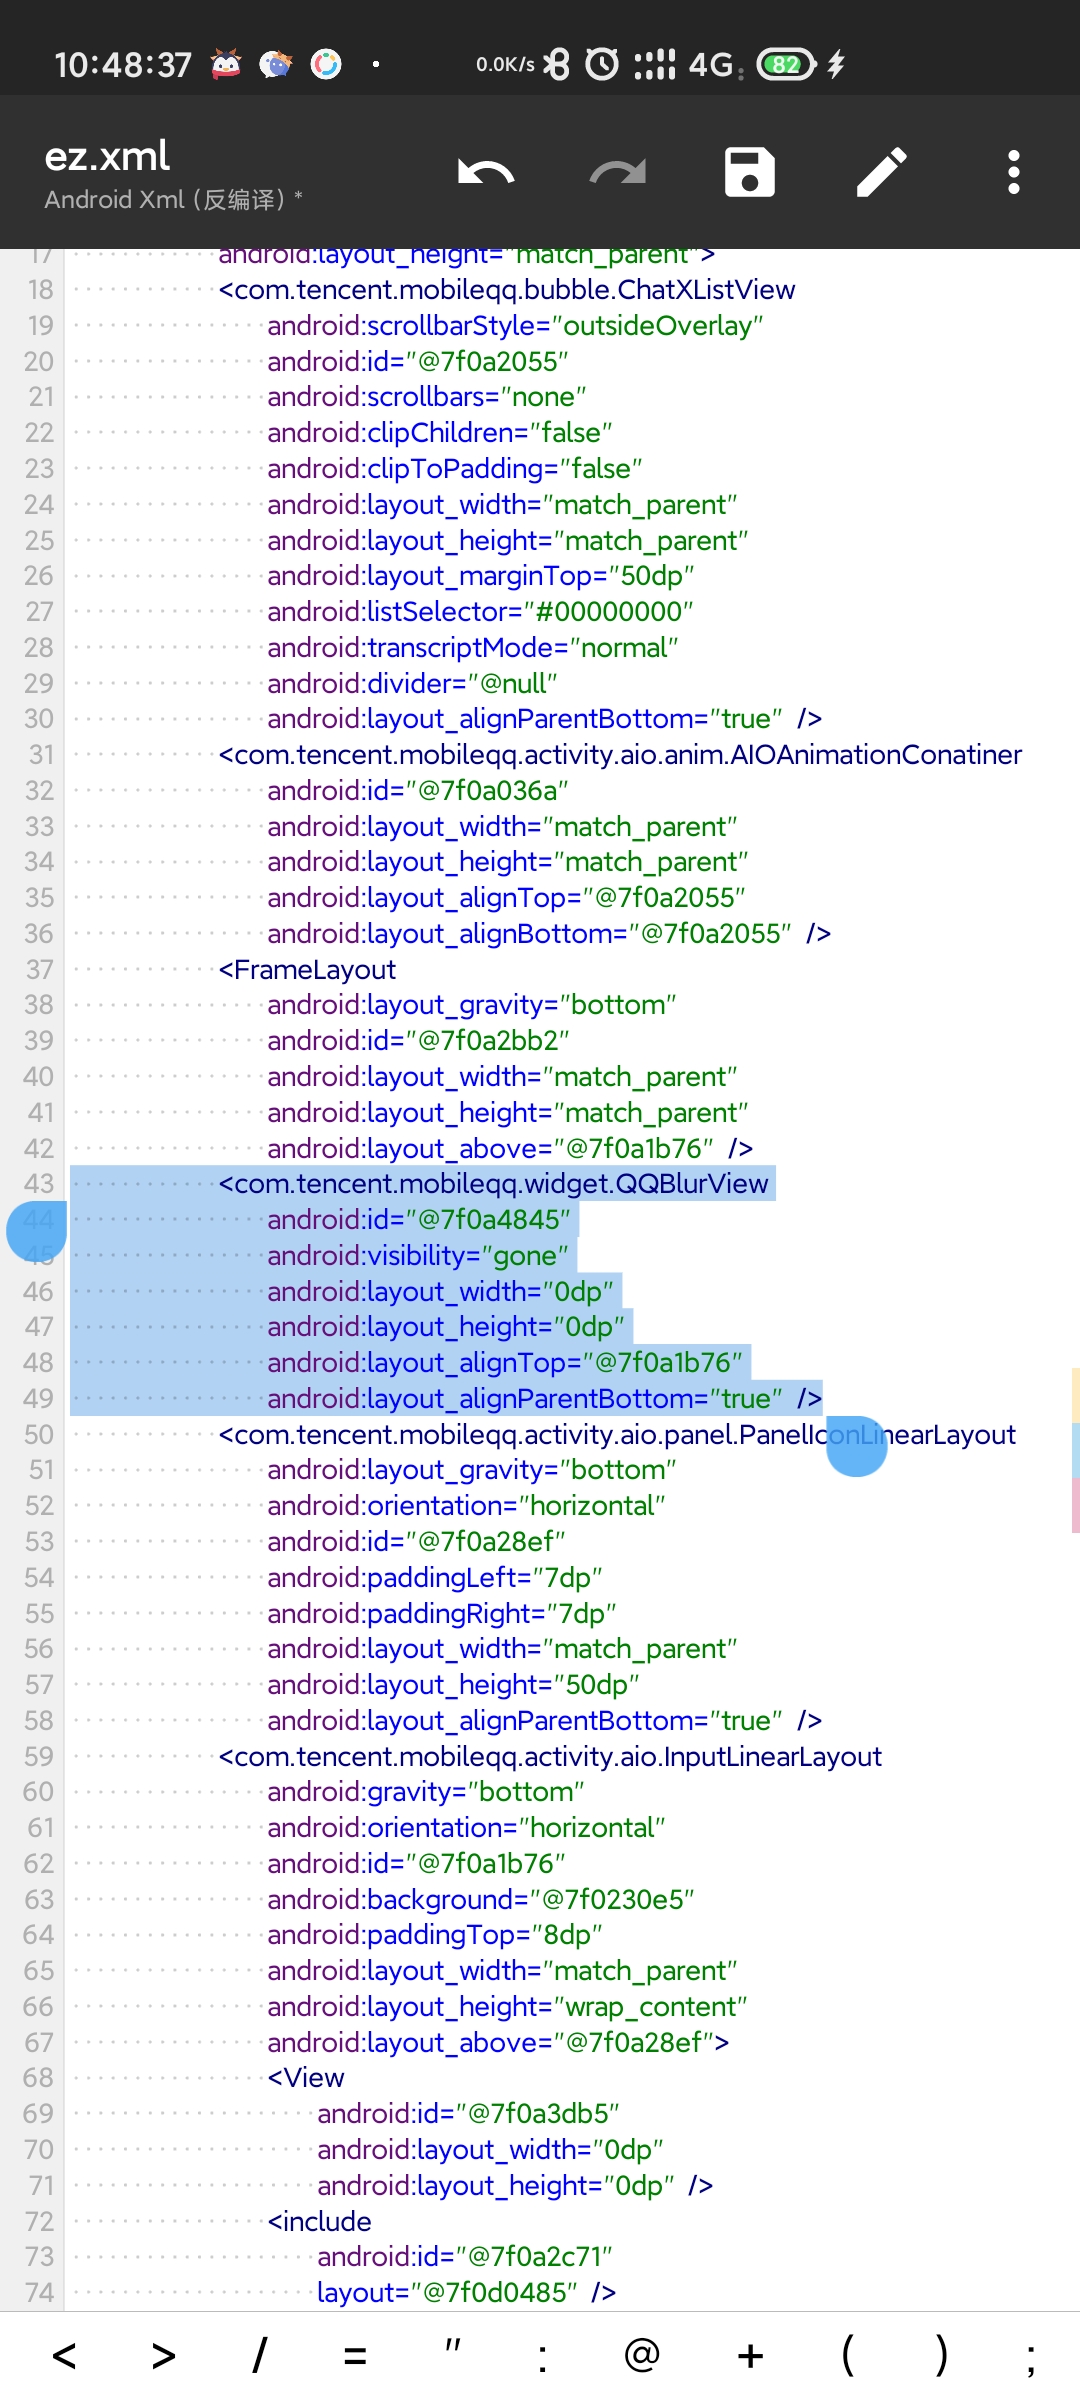 10:48:37 0.0K/s 4G 82
ez.xml
Android Xml (反编译) *
17 android:layout_height="match_parent">
18 <com.tencent.mobileqq.bubble.ChatXListView
19 android:scrollbarStyle="outsideOverlay"
20 android:id="@7f0a2055"
21 android:scrollbars="none"
22 android:clipChildren="false"
23 android:clipToPadding="false"
24 android:layout_width="match_parent"
25 android:layout_height="match_parent"
26 android:layout_marginTop="50dp"
27 android:listSelector="#00000000"
28 android:transcriptMode="normal"
29 android:divider="@null"
30 android:layout_alignParentBottom="true" />
31 <com.tencent.mobileqq.activity.aio.anim.AIOAnimationConatiner
32 android:id="@7f0a036a"
33 android:layout_width="match_parent"
34 android:layout_height="match_parent"
35 android:layout_alignTop="@7f0a2055"
36 android:layout_alignBottom="@7f0a2055" />
37 <FrameLayout
38 android:layout_gravity="bottom"
39 android:id="@7f0a2bb2"
40 android:layout_width="match_parent"
41 android:layout_height="match_parent"
42 android:layout_above="@7f0a1b76" />
43 <com.tencent.mobileqq.widget.QQBlurView
44 android:id="@7f0a4845"
45 android:visibility="gone"
46 android:layout_width="0dp"
47 android:layout_height="0dp"
48 android:layout_alignTop="@7f0a1b76"
49 android:layout_alignParentBottom="true" />
50 <com.tencent.mobileqq.activity.aio.panel.PanelIconLinearLayout
51 android:layout_gravity="bottom"
52 android:orientation="horizontal"
53 android:id="@7f0a28ef"
54 android:paddingLeft="7dp"
55 android:paddingRight="7dp"
56 android:layout_width="match_parent"
57 android:layout_height="50dp"
58 android:layout_alignParentBottom="true" />
59 <com.tencent.mobileqq.activity.aio.InputLinearLayout
60 android:gravity="bottom"
61 android:orientation="horizontal"
62 android:id="@7f0a1b76"
63 android:background="@7f0230e5"
64 android:paddingTop="8dp"
65 android:layout_width="match_parent"
66 android:layout_height="wrap_content"
67 android:layout_above="@7f0a28ef">
68 <View
69 android:id="@7f0a3db5"
70 android:layout_width="0dp"
71 android:layout_height="0dp" />
72 <include
73 android:id="@7f0a2c71"
74 layout="@7f0d0485" />
< > / = " : @ + ( ) ;